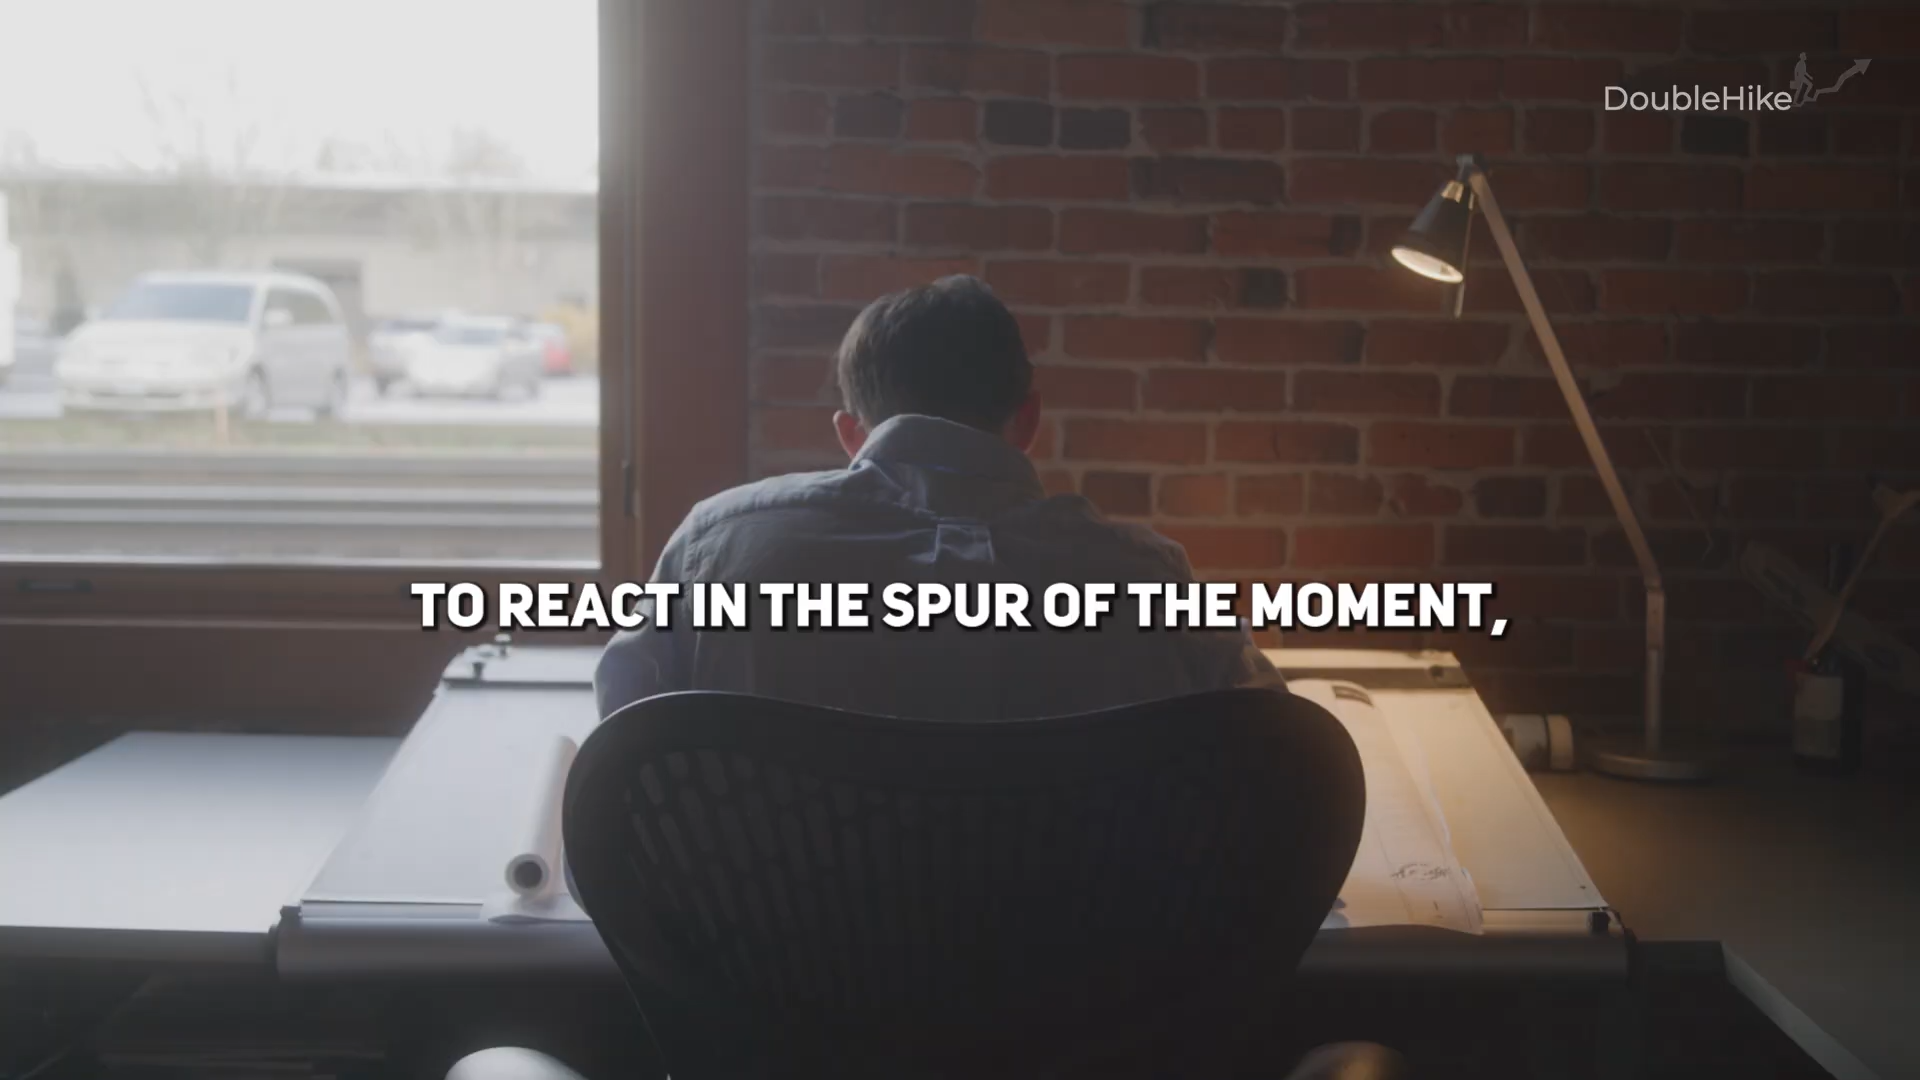 DoubleHike
TO REACT IN THE SPUR OF THE MOMENT,